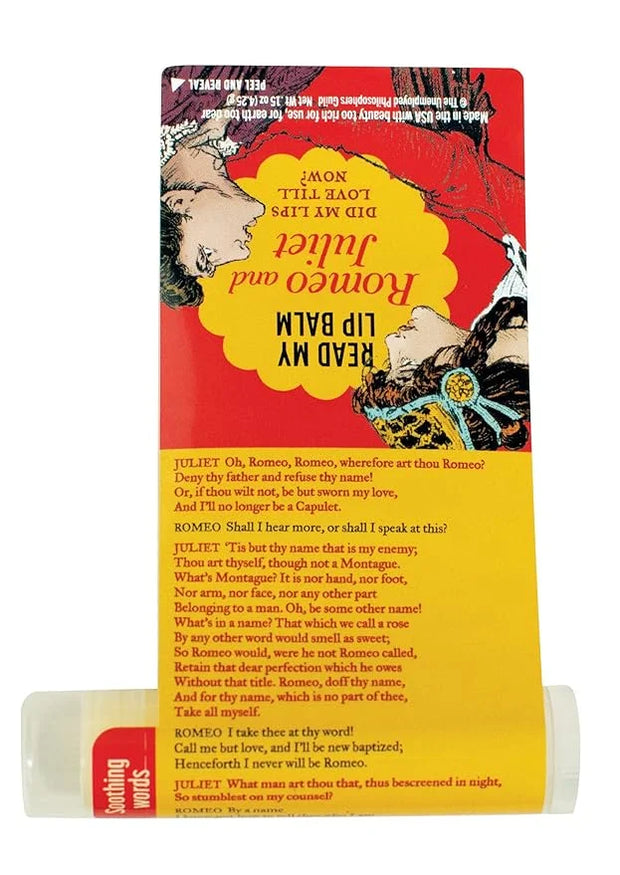 PEEL AND REVEAL
Made in the USA with beauty too rich for use, for earth too dear
© The Unemployed Philosophers Guild Net Wt .15 oz (4.25 g)
READ MY
LIP BALM
Romeo and
Juliet
DID MY LIPS
LOVE TILL
NOW?
JULIET Oh, Romeo, Romeo, wherefore art thou Romeo?
Deny thy father and refuse thy name!
Or, if thou wilt not, be but sworn my love,
And I'll no longer be a Capulet.
ROMEO Shall I hear more, or shall I speak at this?
JULIET 'Tis but thy name that is my enemy;
Thou art thyself, though not a Montague.
What's Montague? It is nor hand, nor foot,
Nor arm, nor face, nor any other part
Belonging to a man. Oh, be some other name!
What's in a name? That which we call a rose
By any other word would smell as sweet;
So Romeo would, were he not Romeo called,
Retain that dear perfection which he owes
Without that title. Romeo, doff thy name,
And for thy name, which is no part of thee,
Take all myself.
ROMEO I take thee at thy word!
Call me but love, and I'll be new baptized;
Henceforth I never will be Romeo.
JULIET What man art thou that, thus bescreened in night,
So stumblest on my counsel?
ROMEO By a name
Soothing
words